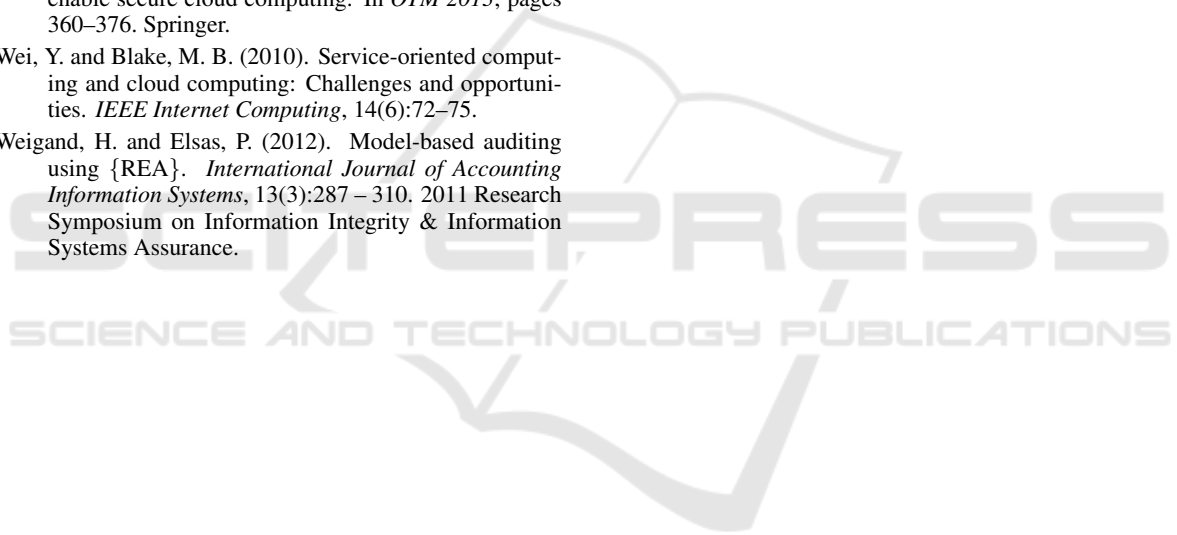 enable secure cloud computing. In OTM 2015, pages
360–376. Springer.
Wei, Y. and Blake, M. B. (2010). Service-oriented comput-
ing and cloud computing: Challenges and opportuni-
ties. IEEE Internet Computing, 14(6):72–75.
Weigand, H. and Elsas, P. (2012). Model-based auditing
using {REA}. International Journal of Accounting
Information Systems, 13(3):287 – 310. 2011 Research
Symposium on Information Integrity & Information
Systems Assurance.
SCITEPRESS
SCIENCE AND TECHNOLOGY PUBLICATIONS